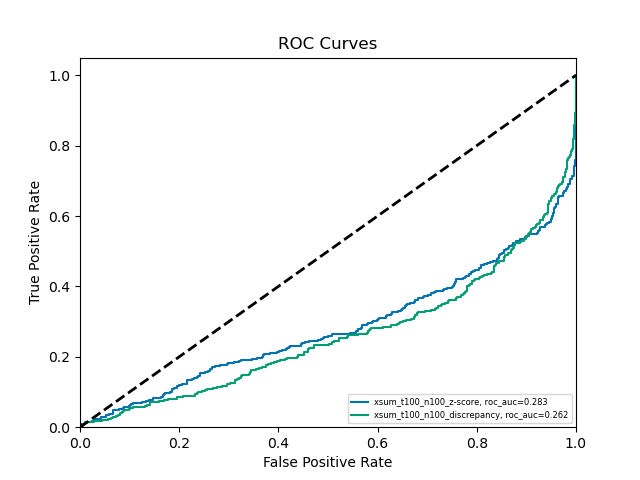 ROC Curves
True Positive Rate
1.0
0.8
0.6
0.4
0.2
0.0
0.0 0.2 0.4 0.6 0.8 1.0
False Positive Rate
xsum_t100_n100_z-score, roc_auc=0.283
xsum_t100_n100_discrepancy, roc_auc=0.262